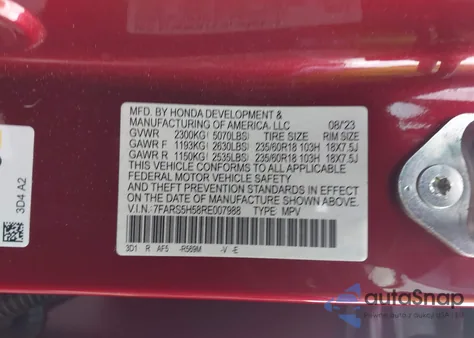 MFD. BY HONDA DEVELOPMENT & 08/'23
MANUFACTURING OF AMERICA, LLC
GVWR 2300KG( 5070LBS) TIRE SIZE RIM SIZE
GAWR F 1193KG( 2630LBS) 235/60R18 103H 18X7.5J
GAWR R 1150KG( 2535LBS) 235/60R18 103H 18X7.5J
THIS VEHICLE CONFORMS TO ALL APPLICABLE
FEDERAL MOTOR VEHICLE SAFETY AND
THEFT PREVENTION STANDARDS IN EFFECT
ON THE DATE OF MANUFACTURE SHOWN ABOVE.
V.I.N.: 7FARS5H58RE007988 TYPE: MPV
3D1 R AF5 -R569M -V -E
3D4 A2
autoSnap